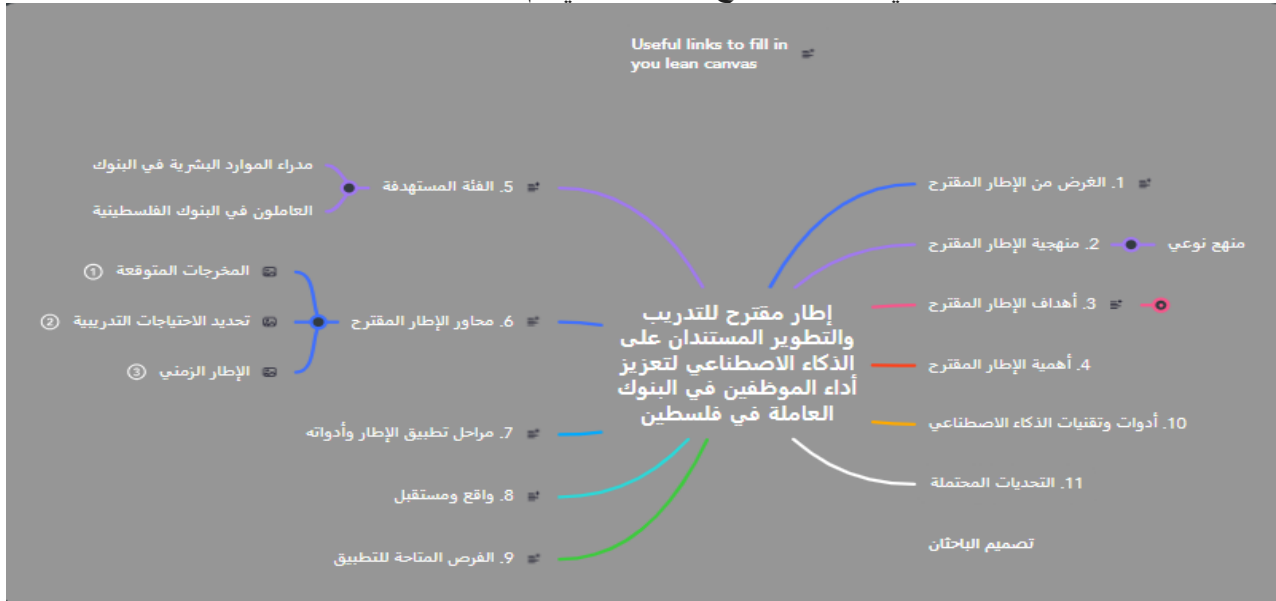 Useful links to fill in
you lean canvas
إطار مقترح للتدريب
والتطوير المستندان على
الذكاء الاصطناعي لتعزيز
أداء الموظفين في البنوك
العاملة في فلسطين
1. الغرض من الإطار المقترح
2. منهجية الإطار المقترح
منهج نوعي
3. أهداف الإطار المقترح
4. أهمية الإطار المقترح
10. أدوات وتقنيات الذكاء الاصطناعي
11. التحديات المحتملة
تصميم الباحثان
5. الفئة المستهدفة
مدراء الموارد البشرية في البنوك
العاملون في البنوك الفلسطينية
6. محاور الإطار المقترح
المخرجات المتوقعة ①
تحديد الاحتياجات التدريبية ②
الإطار الزمني ③
7. مراحل تطبيق الإطار وأدواته
8. واقع ومستقبل
9. الفرص المتاحة للتطبيق